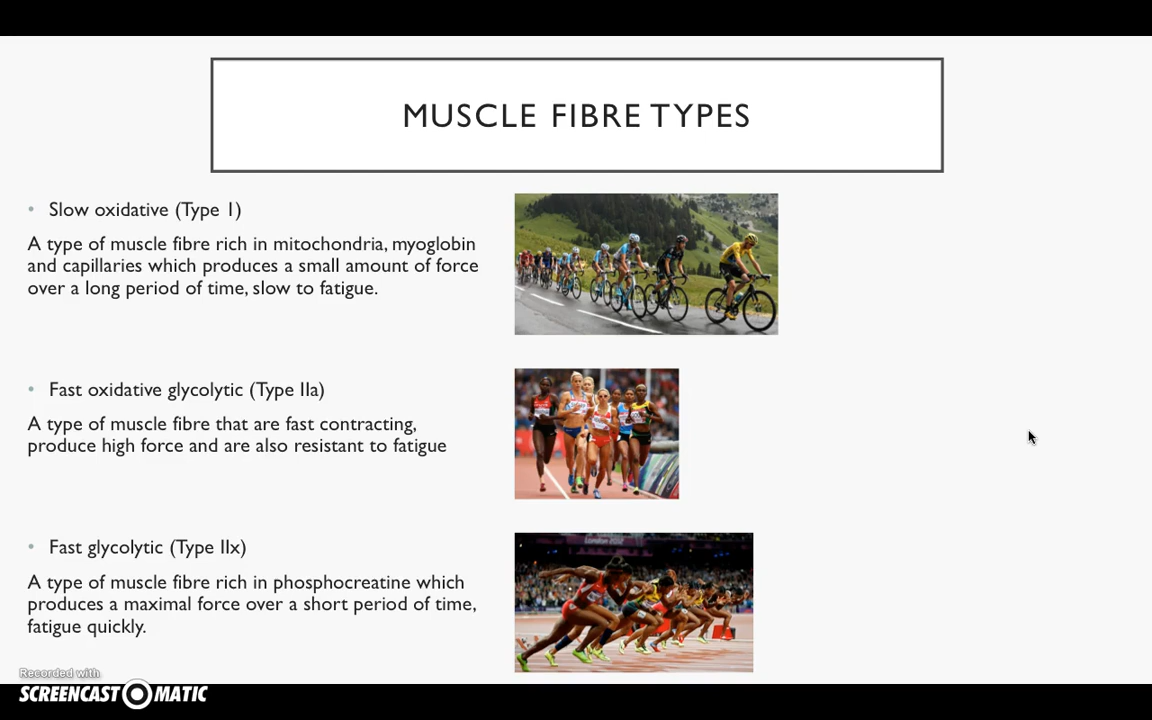 MUSCLE FIBRE TYPES
• Slow oxidative (Type 1)
A type of muscle fibre rich in mitochondria, myoglobin
and capillaries which produces a small amount of force
over a long period of time, slow to fatigue.
• Fast oxidative glycolytic (Type IIa)
A type of muscle fibre that are fast contracting,
produce high force and are also resistant to fatigue
• Fast glycolytic (Type IIx)
A type of muscle fibre rich in phosphocreatine which
produces a maximal force over a short period of time,
fatigue quickly.
London 2012
Recorded with
SCREENCAST MATIC